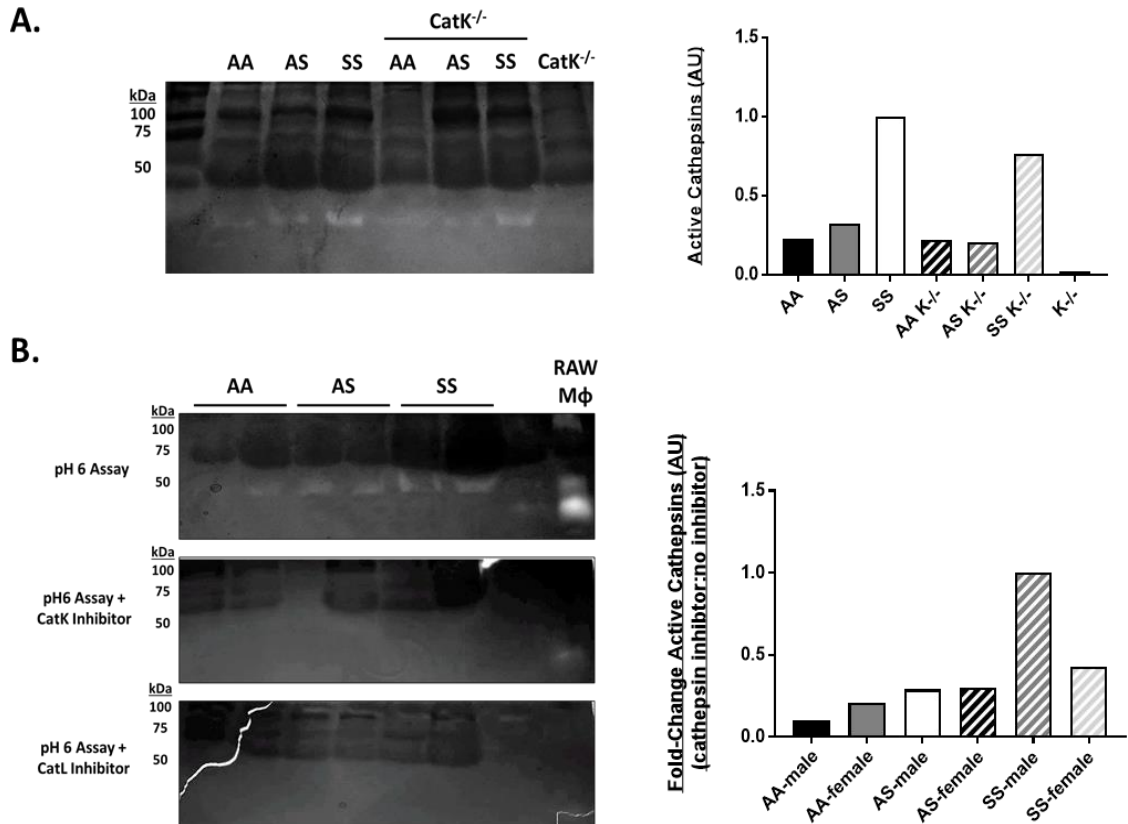 A.
CatK-/-
AA AS SS AA AS SS CatK-/-
kDa
100
75
50
Active Cathepsins (AU)
1.5
1.0
0.5
0.0
AA AS SS AA K-/- AS K-/- SS K-/- K-/-
B.
AA AS SS RAW
Mϕ
kDa
100
75
50
pH 6 Assay
kDa
100
75
50
pH6 Assay +
CatK Inhibitor
kDa
100
75
50
pH 6 Assay +
CatL Inhibitor
Fold-Change Active Cathepsins (AU)
(cathepsin inhibtor:no inhibitor)
1.5
1.0
0.5
0.0
AA-male AA-female AS-male AS-female SS-male SS-female